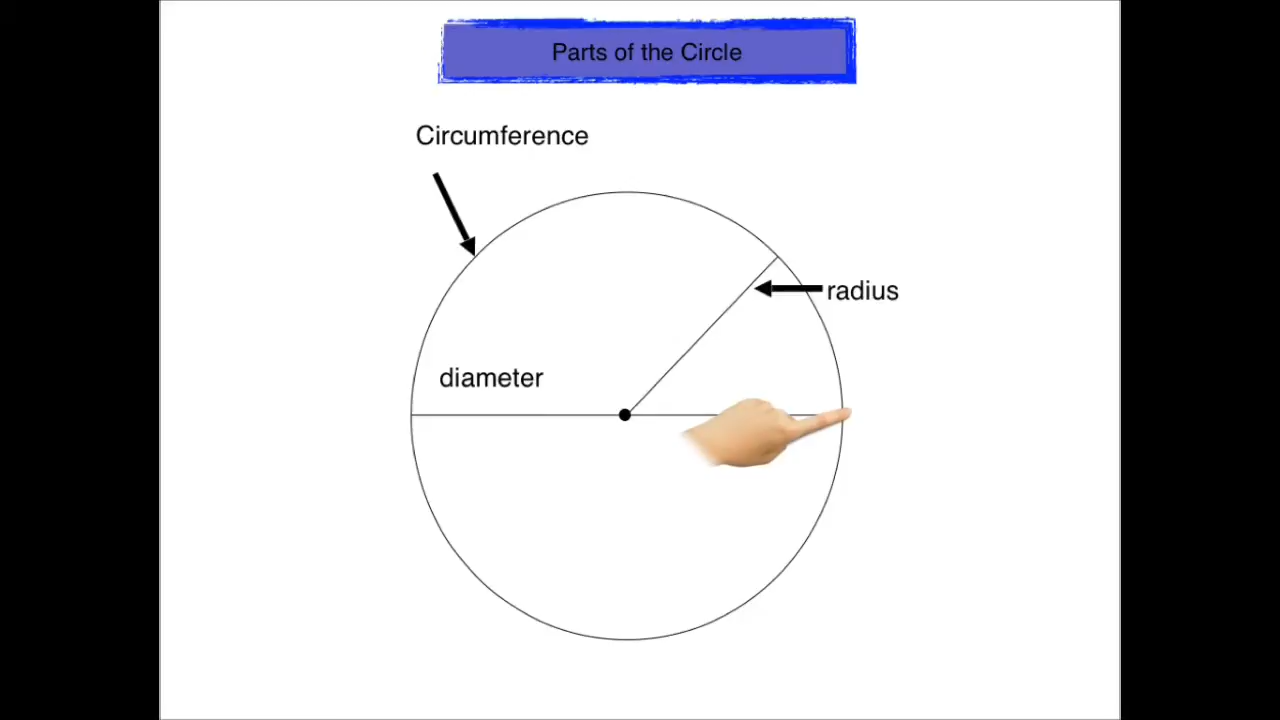 Parts of the Circle
Circumference
radius
diameter